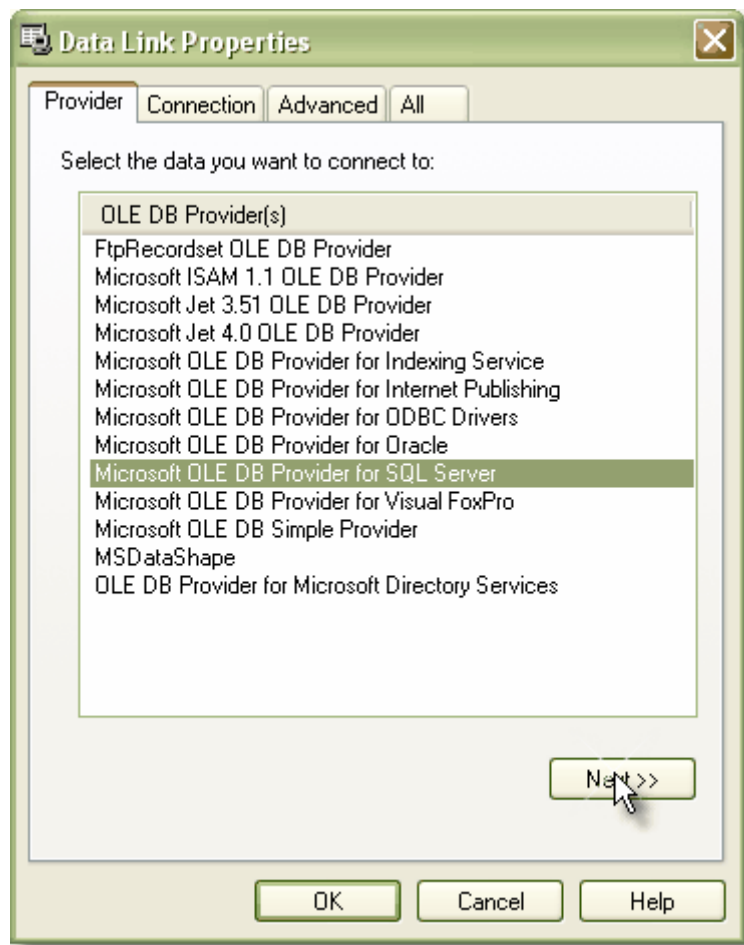 Data Link Properties
Provider Connection Advanced All
Select the data you want to connect to:
OLE DB Provider(s)
FtpRecordset OLE DB Provider
Microsoft ISAM 1.1 OLE DB Provider
Microsoft Jet 3.51 OLE DB Provider
Microsoft Jet 4.0 OLE DB Provider
Microsoft OLE DB Provider for Indexing Service
Microsoft OLE DB Provider for Internet Publishing
Microsoft OLE DB Provider for ODBC Drivers
Microsoft OLE DB Provider for Oracle
Microsoft OLE DB Provider for SQL Server
Microsoft OLE DB Provider for Visual FoxPro
Microsoft OLE DB Simple Provider
MSDataShape
OLE DB Provider for Microsoft Directory Services
Next >>
OK Cancel Help